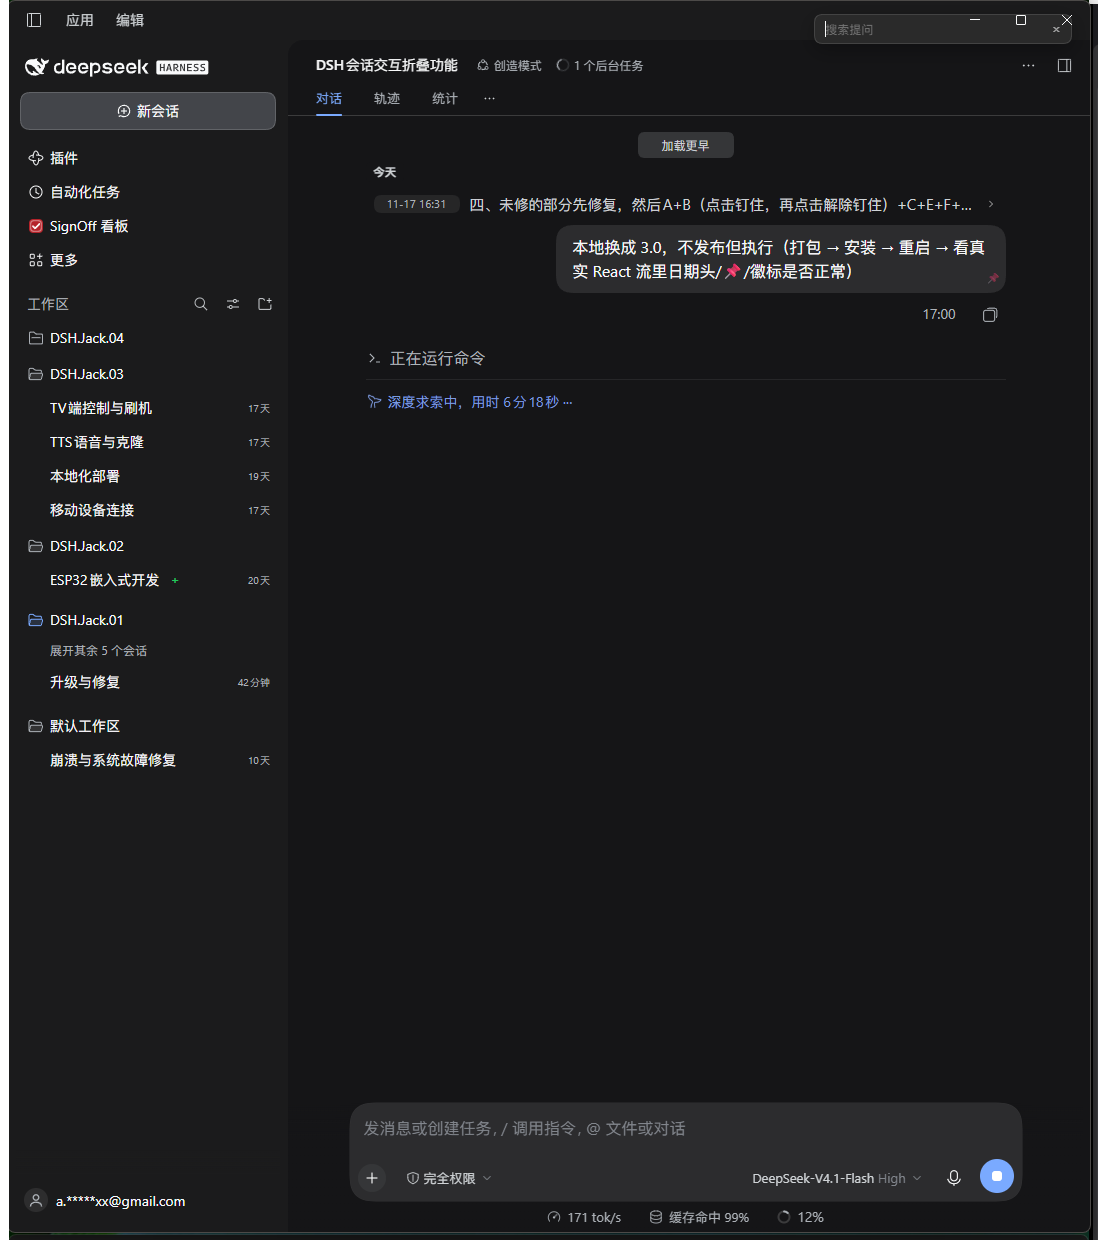 应用 编辑
搜索提问
deepseek HARNESS
新会话
插件
自动化任务
SignOff 看板
更多
工作区
DSH.Jack.04
DSH.Jack.03
TV端控制与刷机 17天
TTS语音与克隆 17天
本地化部署 19天
移动设备连接 17天
DSH.Jack.02
ESP32嵌入式开发 + 20天
DSH.Jack.01
展开其余 5 个会话
升级与修复 42分钟
默认工作区
崩溃与系统故障修复 10天
a.*****xx@gmail.com
DSH会话交互折叠功能 创造模式 1 个后台任务
对话 轨迹 统计 ···
加载更早
今天
11-17 16:31 四、未修的部分先修复，然后A+B（点击钉住，再点击解除钉住）+C+E+F+...
本地换成 3.0，不发布但执行（打包 → 安装 → 重启 → 看真
实 React 流里日期头/📌/徽标是否正常）
17:00
正在运行命令
深度求索中，用时 6分18秒 ···
发消息或创建任务, / 调用指令, @ 文件或对话
完全权限
DeepSeek-V4.1-Flash High
171 tok/s 缓存命中 99% 12%